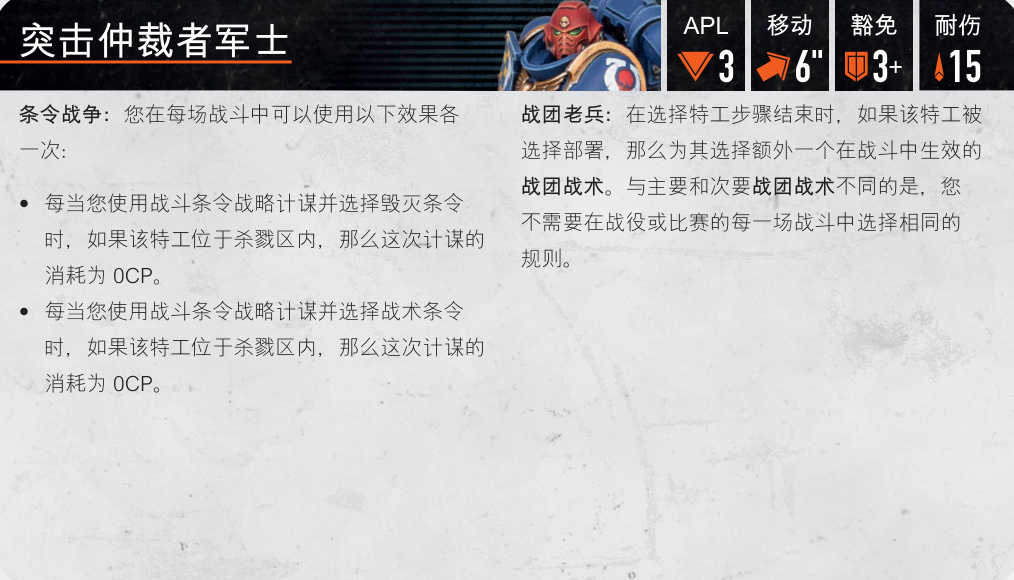 突击仲裁者军士
APL
3
移动
6"
豁免
3+
耐伤
15
条令战争：您在每场战斗中可以使用以下效果各
一次:
• 每当您使用战斗条令战略计谋并选择毁灭条令
时，如果该特工位于杀戮区内，那么这次计谋的
消耗为 0CP。
• 每当您使用战斗条令战略计谋并选择战术条令
时，如果该特工位于杀戮区内，那么这次计谋的
消耗为 0CP。
战团老兵：在选择特工步骤结束时，如果该特工被
选择部署，那么为其选择额外一个在战斗中生效的
战团战术。与主要和次要战团战术不同的是，您
不需要在战役或比赛的每一场战斗中选择相同的
规则。